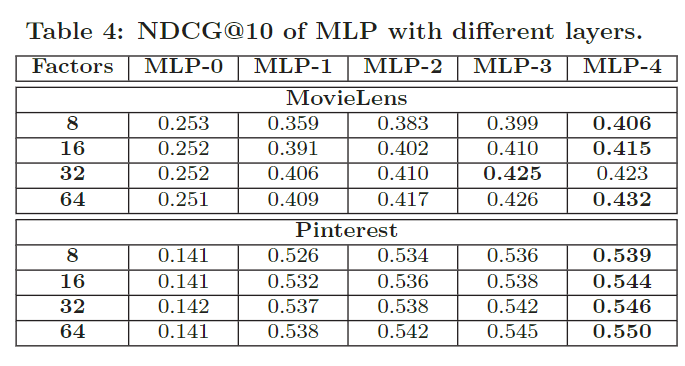 Table 4: NDCG@10 of MLP with different layers.
Factors MLP-0 MLP-1 MLP-2 MLP-3 MLP-4
MovieLens
8 0.253 0.359 0.383 0.399 0.406
16 0.252 0.391 0.402 0.410 0.415
32 0.252 0.406 0.410 0.425 0.423
64 0.251 0.409 0.417 0.426 0.432
Pinterest
8 0.141 0.526 0.534 0.536 0.539
16 0.141 0.532 0.536 0.538 0.544
32 0.142 0.537 0.538 0.542 0.546
64 0.141 0.538 0.542 0.545 0.550